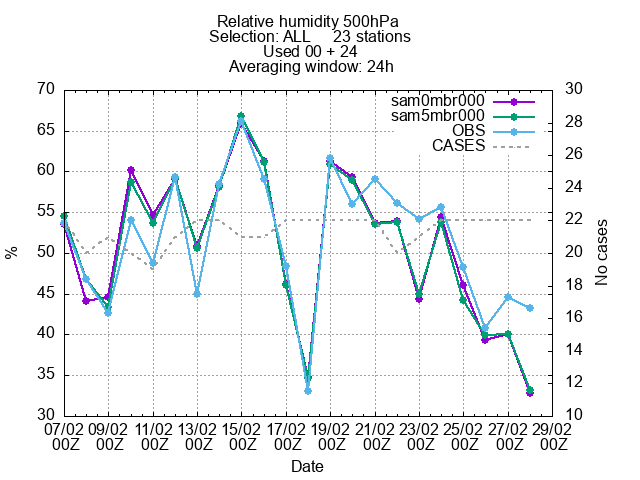 Relative humidity 500hPa
Selection: ALL 23 stations
Used 00 + 24
Averaging window: 24h
70 30
sam0mbr000
sam5mbr000
OBS
CASES
65 28
60 26
55 24
50 22
45 20
40 18
35 16
30 14
12
10
%
No cases
07/02 09/02 11/02 13/02 15/02 17/02 19/02 21/02 23/02 25/02 27/02 29/02
00Z 00Z 00Z 00Z 00Z 00Z 00Z 00Z 00Z 00Z 00Z 00Z
Date